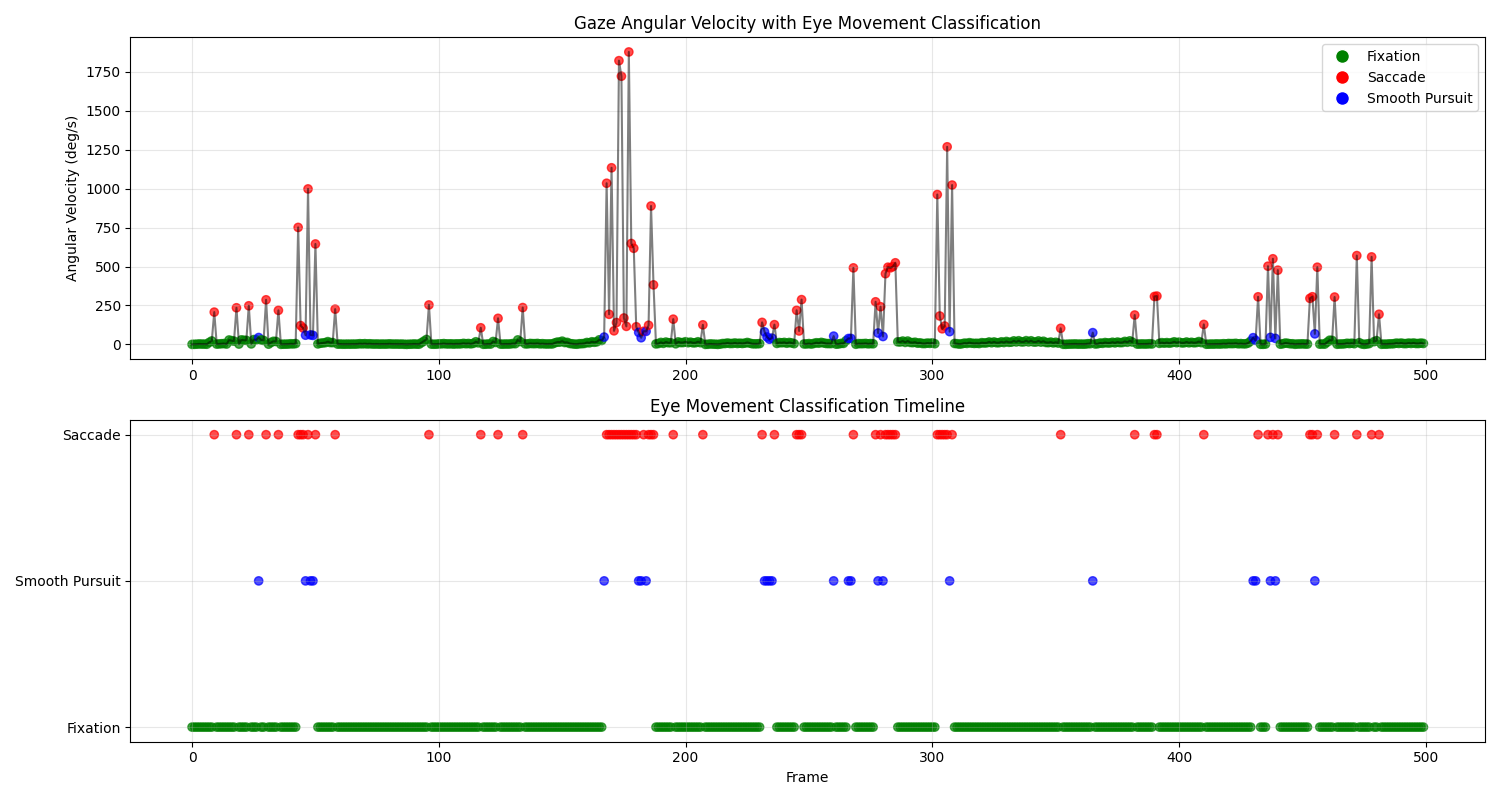 Gaze Angular Velocity with Eye Movement Classification
Angular Velocity (deg/s)
1750
1500
1250
1000
750
500
250
0
0 100 200 300 400 500
Fixation
Saccade
Smooth Pursuit
Eye Movement Classification Timeline
Saccade
Smooth Pursuit
Fixation
0 100 200 300 400 500
Frame